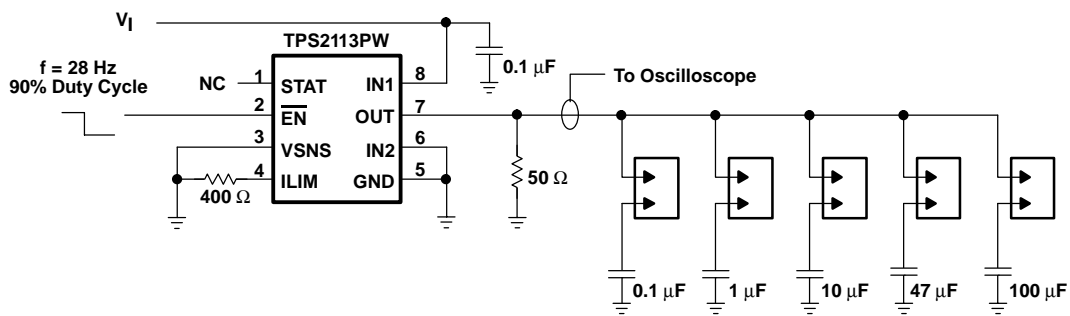 VI
TPS2113PW
f = 28 Hz
90% Duty Cycle
NC
1 STAT
2 EN
3 VSNS
4 ILIM
IN1 8
OUT 7
IN2 6
GND 5
0.1 μF
To Oscilloscope
400 Ω
50 Ω
0.1 μF
1 μF
10 μF
47 μF
100 μF